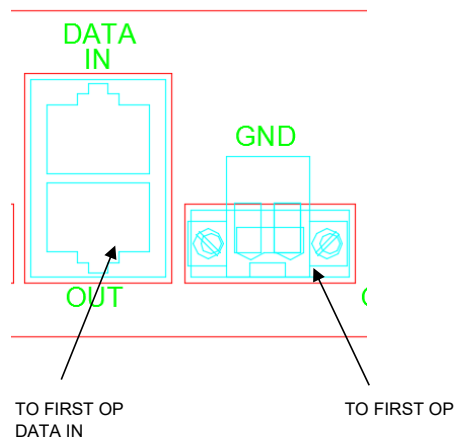 DATA
IN
GND
OUT
TO FIRST OP
DATA IN
TO FIRST OP